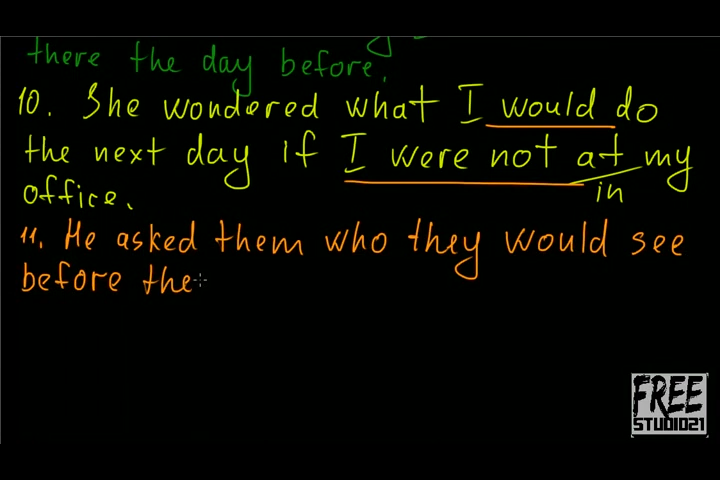 there the day before.
10. She wondered what I would do
the next day if I were not at my
in
office.
11. He asked them who they would see
before the
FREE
STUDIO21